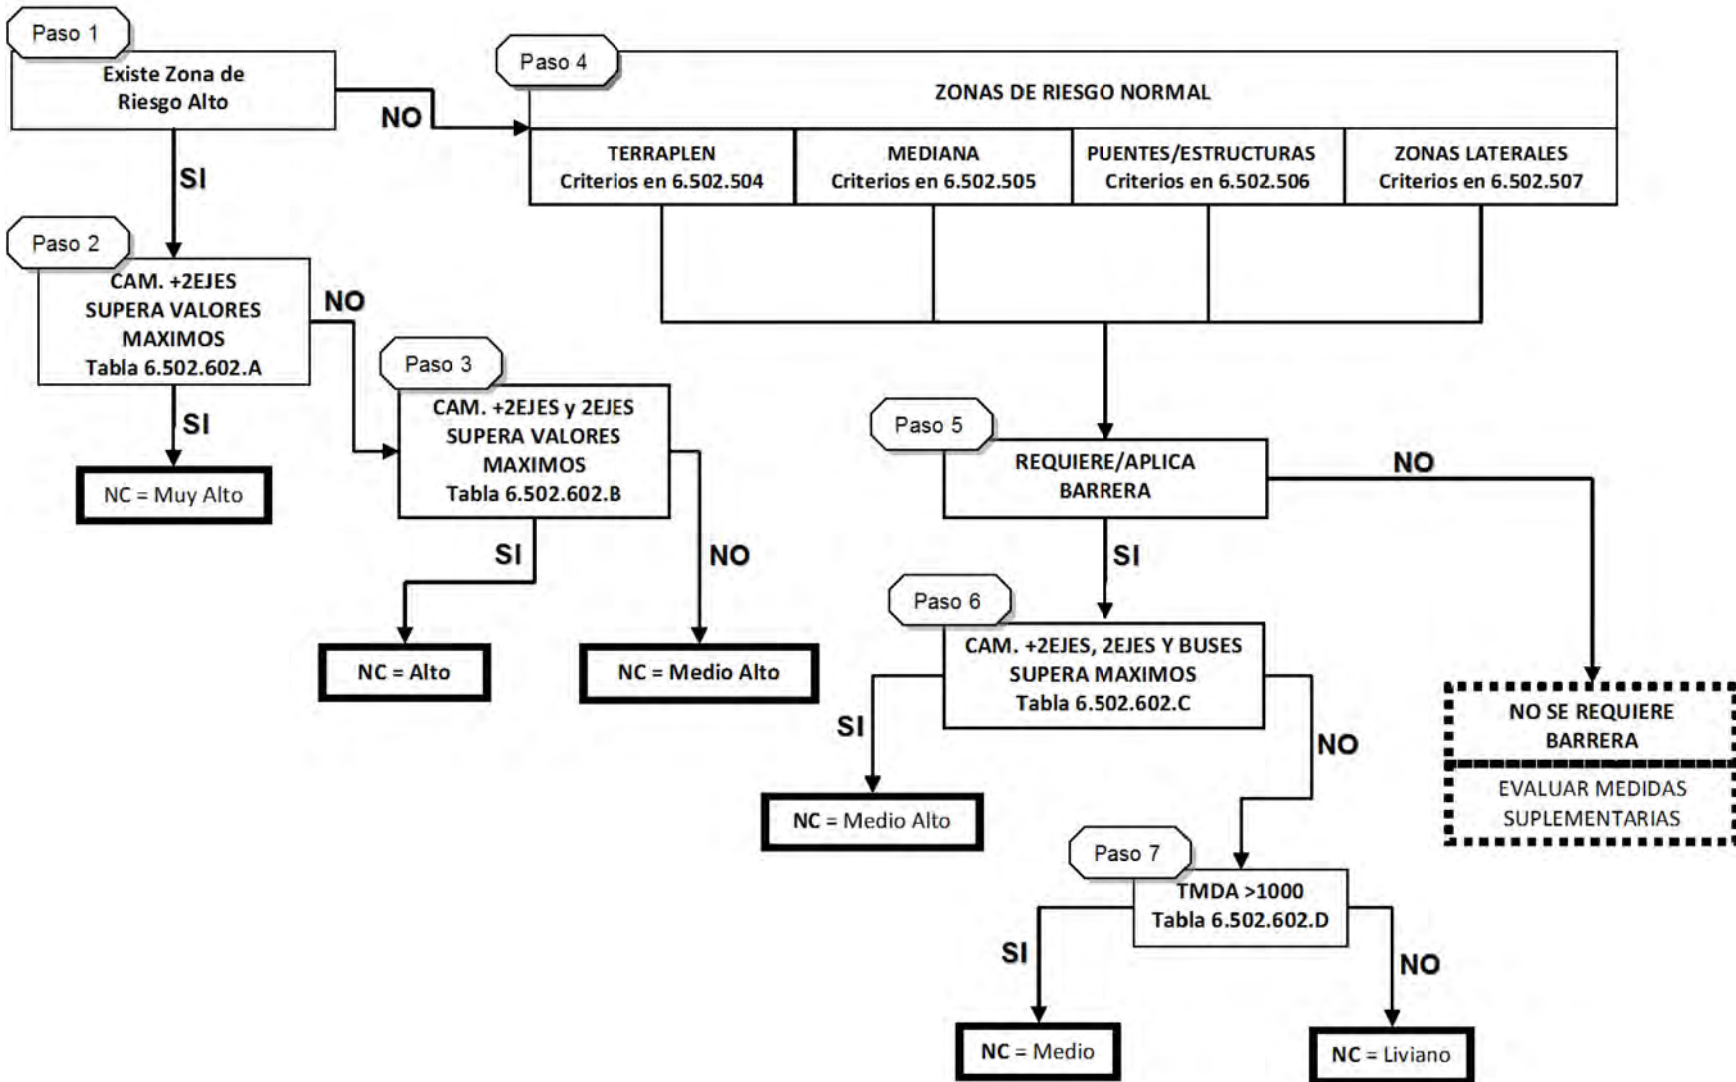 Paso 1
Existe Zona de
Riesgo Alto
NO
SI
Paso 4
ZONAS DE RIESGO NORMAL
TERRAPLEN
Criterios en 6.502.504
MEDIANA
Criterios en 6.502.505
PUENTES/ESTRUCTURAS
Criterios en 6.502.506
ZONAS LATERALES
Criterios en 6.502.507
Paso 2
CAM. +2EJES
SUPERA VALORES
MAXIMOS
Tabla 6.502.602.A
NO
SI
NC = Muy Alto
Paso 3
CAM. +2EJES y 2EJES
SUPERA VALORES
MAXIMOS
Tabla 6.502.602.B
SI
NO
NC = Alto
NC = Medio Alto
Paso 5
REQUIERE/APLICA
BARRERA
NO
SI
Paso 6
CAM. +2EJES, 2EJES Y BUSES
SUPERA MAXIMOS
Tabla 6.502.602.C
SI
NO
NC = Medio Alto
NO SE REQUIERE
BARRERA
EVALUAR MEDIDAS
SUPLEMENTARIAS
Paso 7
TMDA >1000
Tabla 6.502.602.D
SI
NO
NC = Medio
NC = Liviano